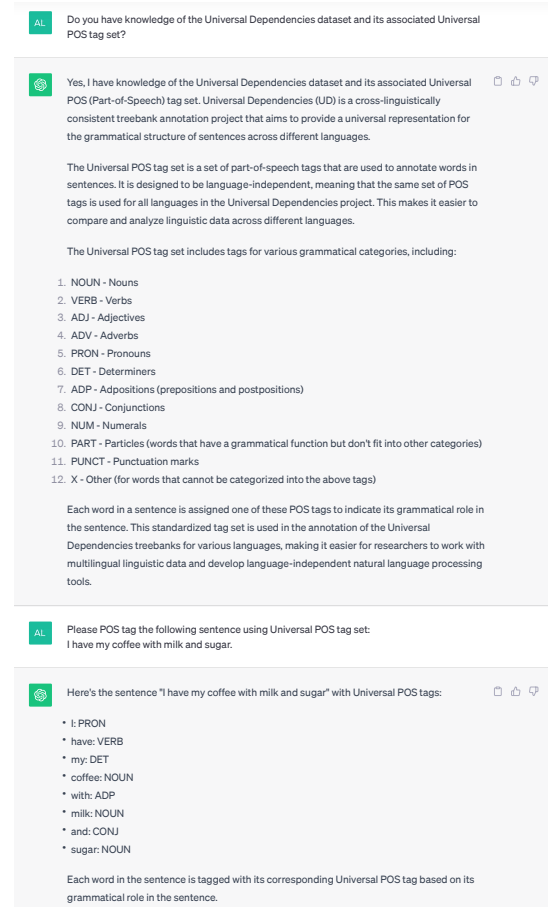 AL
Do you have knowledge of the Universal Dependencies dataset and its associated Universal
POS tag set?
Yes, I have knowledge of the Universal Dependencies dataset and its associated Universal
POS (Part-of-Speech) tag set. Universal Dependencies (UD) is a cross-linguistically
consistent treebank annotation project that aims to provide a universal representation for
the grammatical structure of sentences across different languages.
The Universal POS tag set is a set of part-of-speech tags that are used to annotate words in
sentences. It is designed to be language-independent, meaning that the same set of POS
tags is used for all languages in the Universal Dependencies project. This makes it easier to
compare and analyze linguistic data across different languages.
The Universal POS tag set includes tags for various grammatical categories, including:
1. NOUN - Nouns
2. VERB - Verbs
3. ADJ - Adjectives
4. ADV - Adverbs
5. PRON - Pronouns
6. DET - Determiners
7. ADP - Adpositions (prepositions and postpositions)
8. CONJ - Conjunctions
9. NUM - Numerals
10. PART - Particles (words that have a grammatical function but don't fit into other categories)
11. PUNCT - Punctuation marks
12. X - Other (for words that cannot be categorized into the above tags)
Each word in a sentence is assigned one of these POS tags to indicate its grammatical role in
the sentence. This standardized tag set is used in the annotation of the Universal
Dependencies treebanks for various languages, making it easier for researchers to work with
multilingual linguistic data and develop language-independent natural language processing
tools.
AL
Please POS tag the following sentence using Universal POS tag set:
I have my coffee with milk and sugar.
Here's the sentence "I have my coffee with milk and sugar" with Universal POS tags:
• I: PRON
• have: VERB
• my: DET
• coffee: NOUN
• with: ADP
• milk: NOUN
• and: CONJ
• sugar: NOUN
Each word in the sentence is tagged with its corresponding Universal POS tag based on its
grammatical role in the sentence.